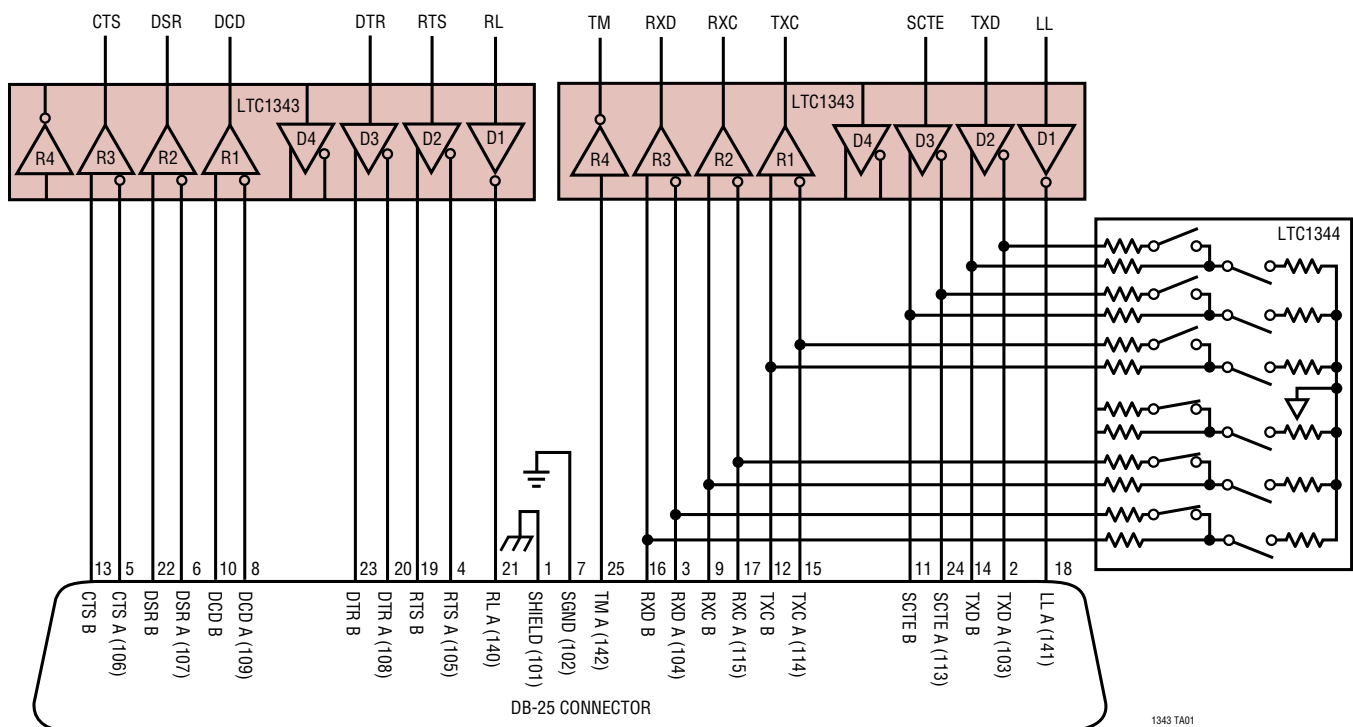 CTS DSR DCD DTR RTS RL TM RXD RXC TXC SCTE TXD LL
LTC1343 LTC1343
R4 R3 R2 R1 D4 D3 D2 D1 R4 R3 R2 R1 D4 D3 D2 D1
LTC1344
13 5 22 6 10 8 23 20 19 4 21 1 7 25 16 3 9 17 12 15 11 24 14 2 18
CTS B
CTS A (106)
DSR B
DSR A (107)
DCD B
DCD A (109)
DTR B
DTR A (108)
RTS B
RTS A (105)
RL A (140)
SHIELD (101)
SGND (102)
TM A (142)
RXD B
RXD A (104)
RXC B
RXC A (115)
TXC B
TXC A (114)
SCTE B
SCTE A (113)
TXD B
TXD A (103)
LL A (141)
DB-25 CONNECTOR
1343 TA01